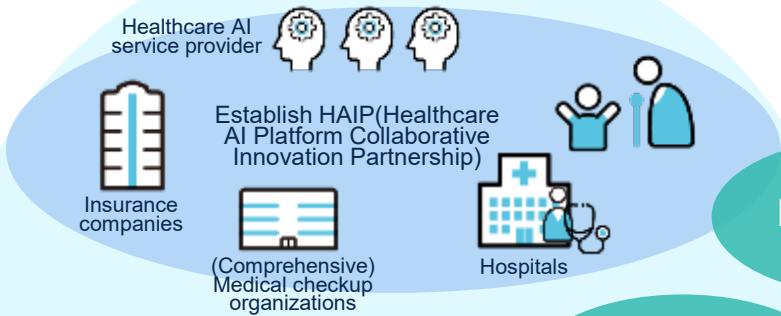 Healthcare AI
service provider
Establish HAIP(Healthcare
AI Platform Collaborative
Innovation Partnership)
Insurance
companies
(Comprehensive)
Medical checkup
organizations
Hospitals